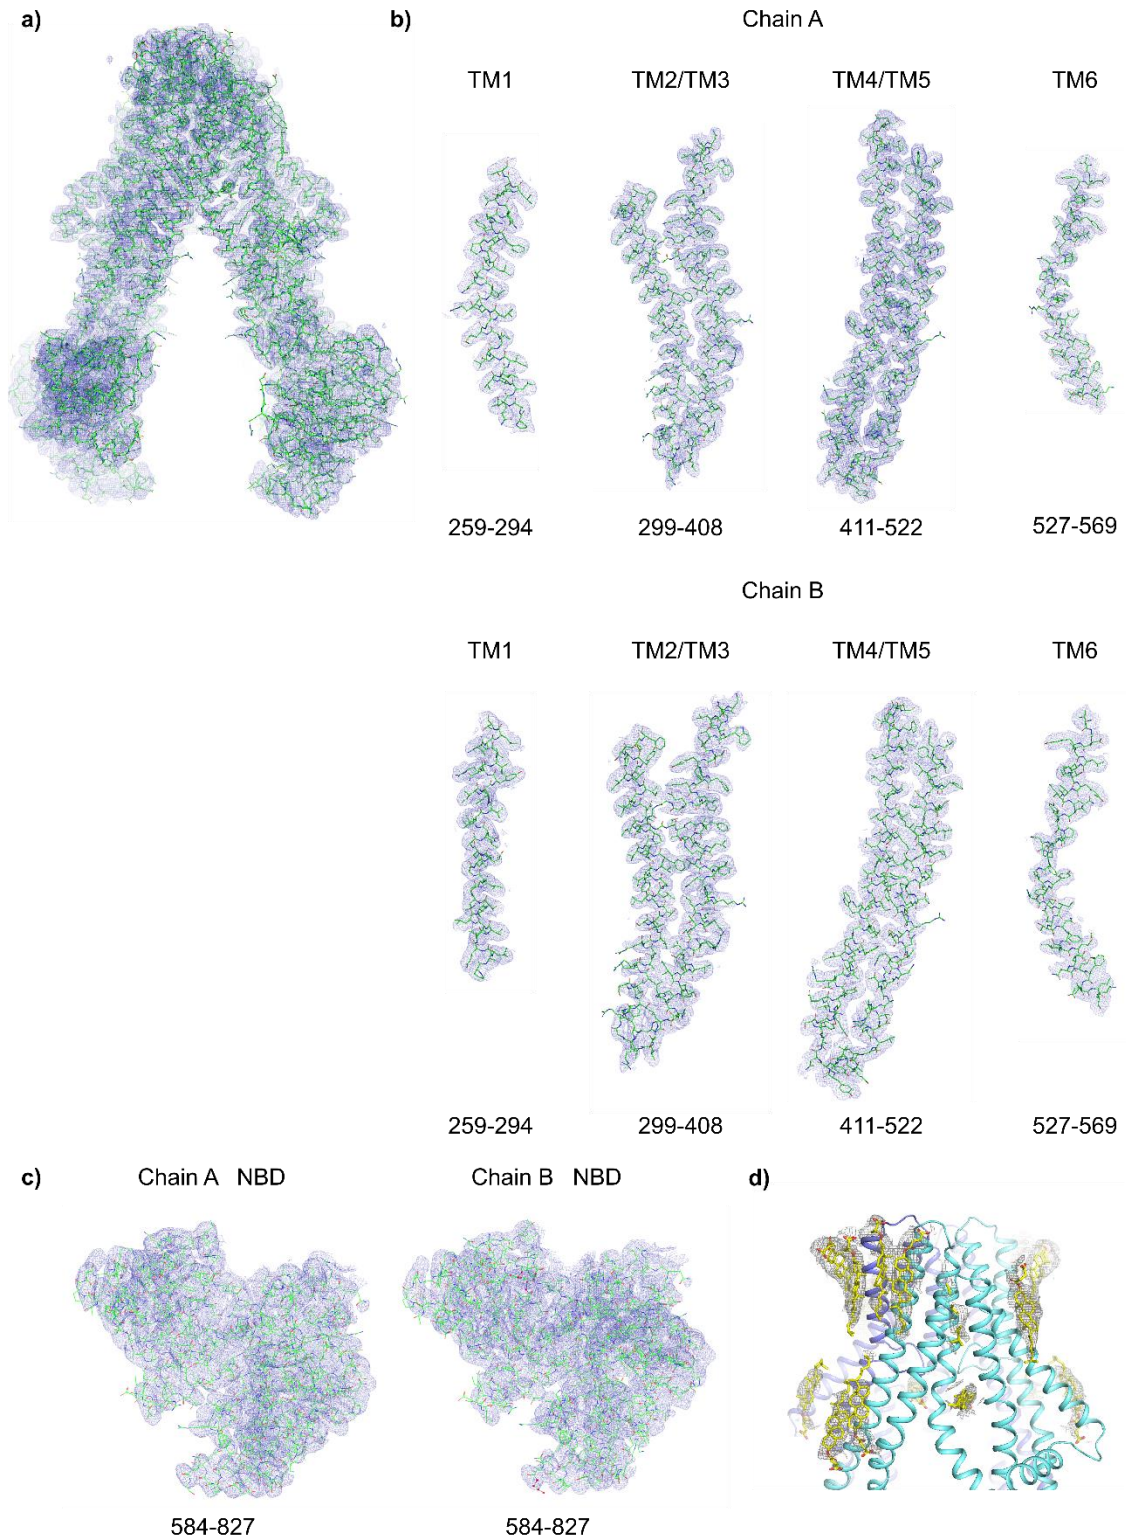 a)
b)
Chain A
TM1
TM2/TM3
TM4/TM5
TM6
259-294
299-408
411-522
527-569
Chain B
TM1
TM2/TM3
TM4/TM5
TM6
259-294
299-408
411-522
527-569
c)
Chain A NBD
Chain B NBD
d)
584-827
584-827